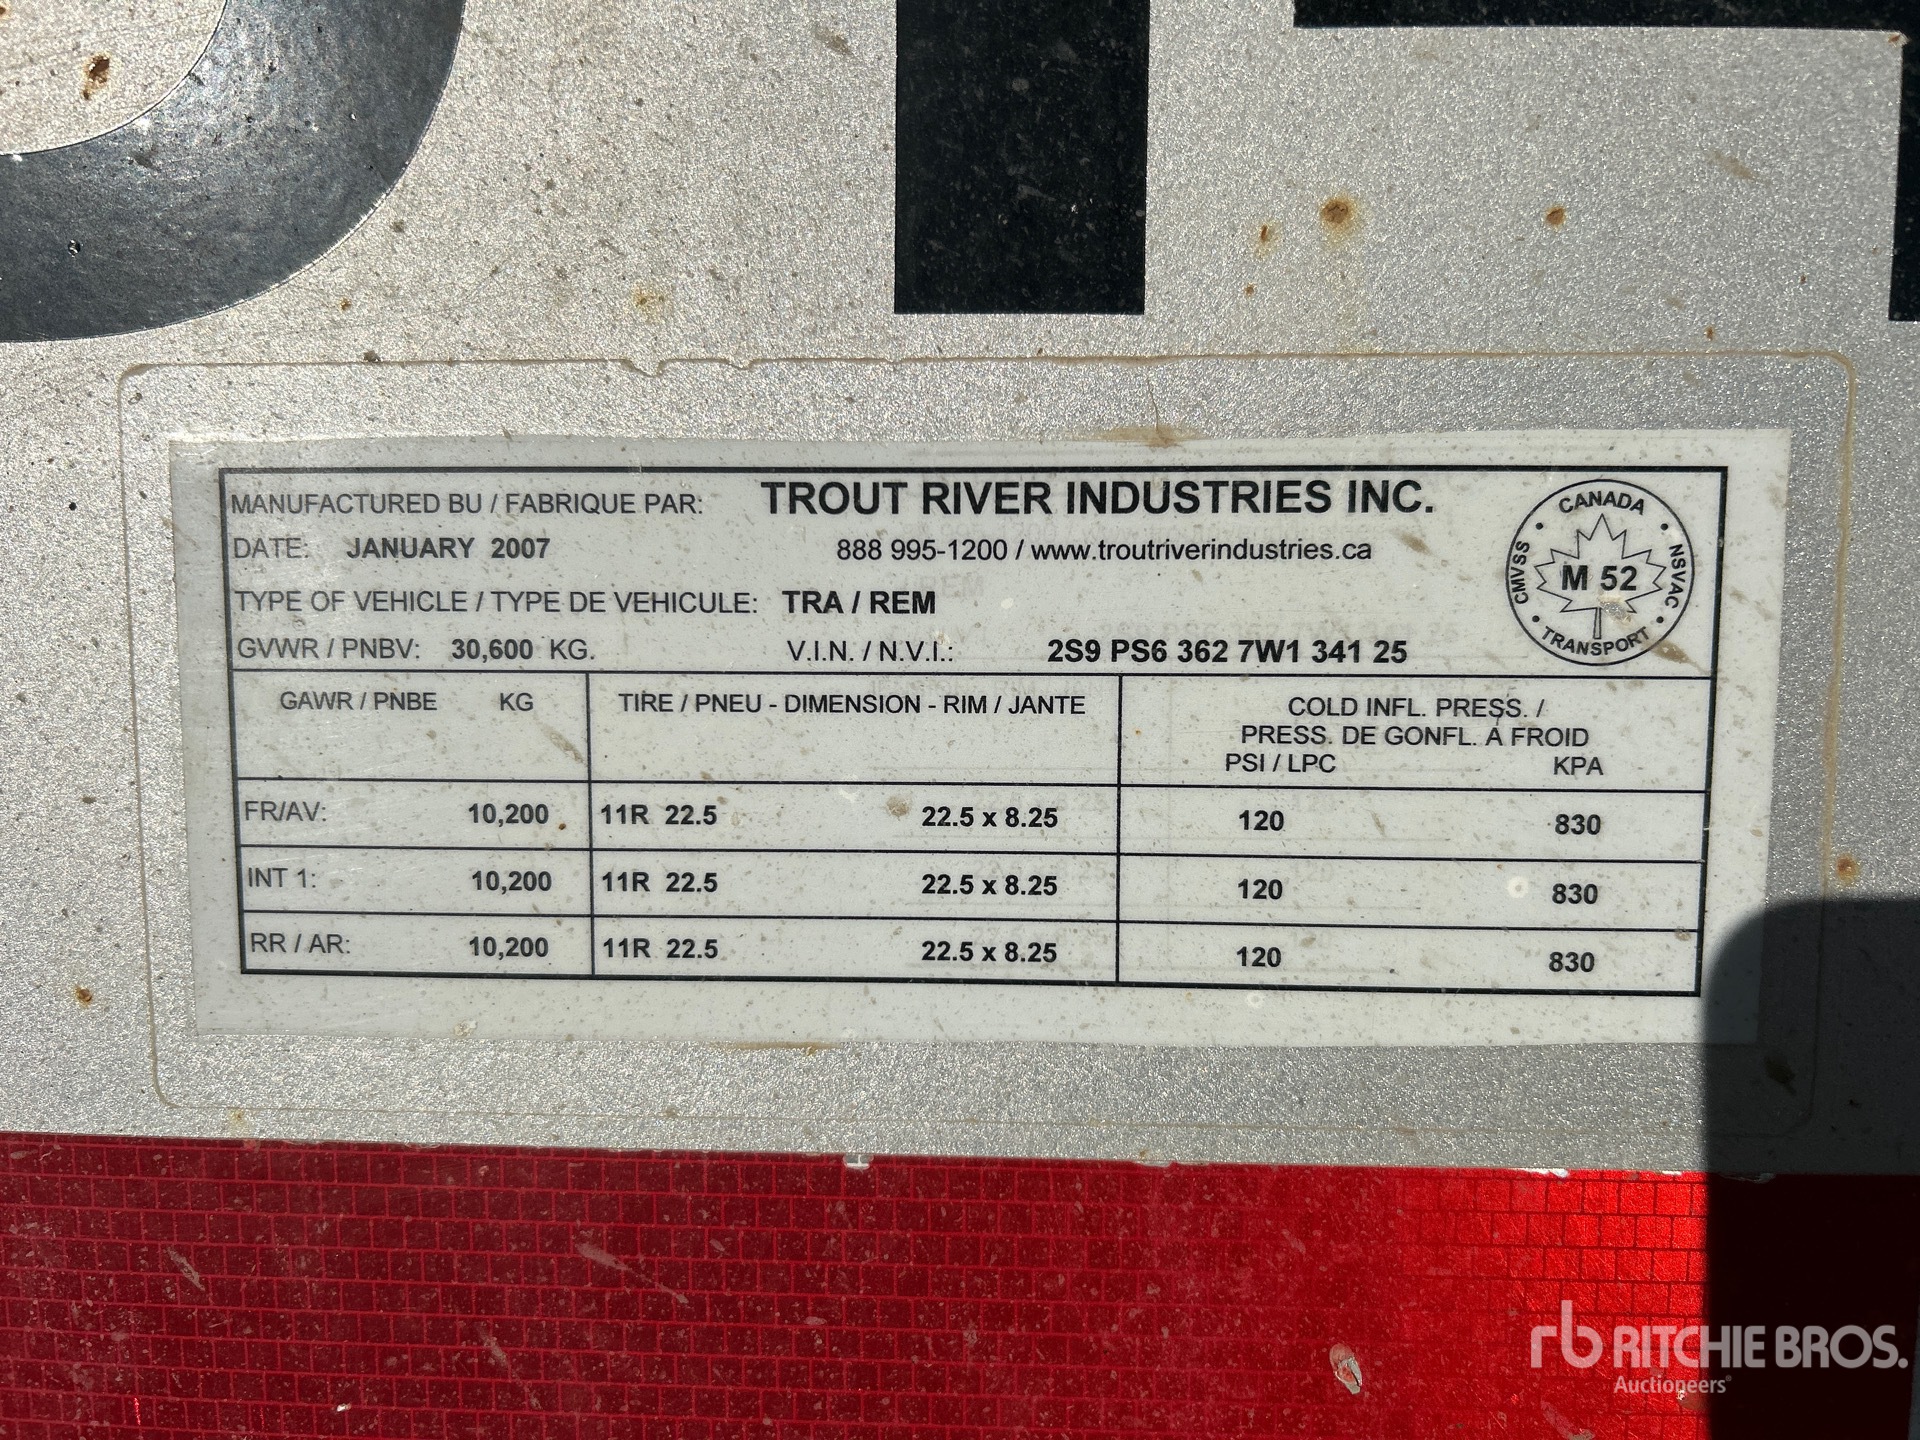 MANUFACTURED BU / FABRIQUE PAR: TROUT RIVER INDUSTRIES INC.
DATE: JANUARY 2007 888 995-1200 / www.troutriverindustries.ca
TYPE OF VEHICLE / TYPE DE VEHICULE: TRA / REM
GVWR / PNBV: 30,600 KG. V.I.N. / N.V.I.: 2S9 PS6 362 7W1 341 25
CANADA
CMVSS M 52 NSVAC
TRANSPORT
GAWR / PNBE KG TIRE / PNEU - DIMENSION - RIM / JANTE COLD INFL. PRESS. /
PRESS. DE GONFL. A FROID
PSI / LPC KPA
FR/AV: 10,200 11R 22.5 22.5 x 8.25 120 830
INT 1: 10,200 11R 22.5 22.5 x 8.25 120 830
RR / AR: 10,200 11R 22.5 22.5 x 8.25 120 830
rb RITCHIE BROS.
Auctioneers